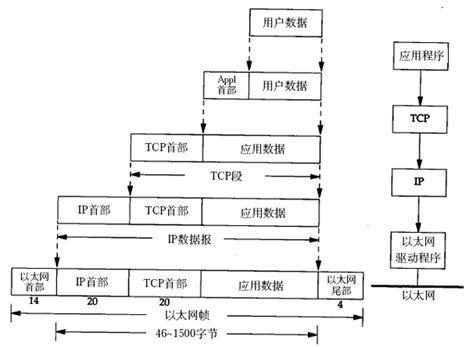 用户数据
应用程序
Appl
首部
用户数据
TCP
TCP首部
应用数据
TCP段
IP
IP首部
TCP首部
应用数据
IP数据报
以太网
驱动程序
以太网
首部
IP首部
TCP首部
应用数据
以太网
尾部
以太网
14
20
20
4
以太网帧
46~1500字节